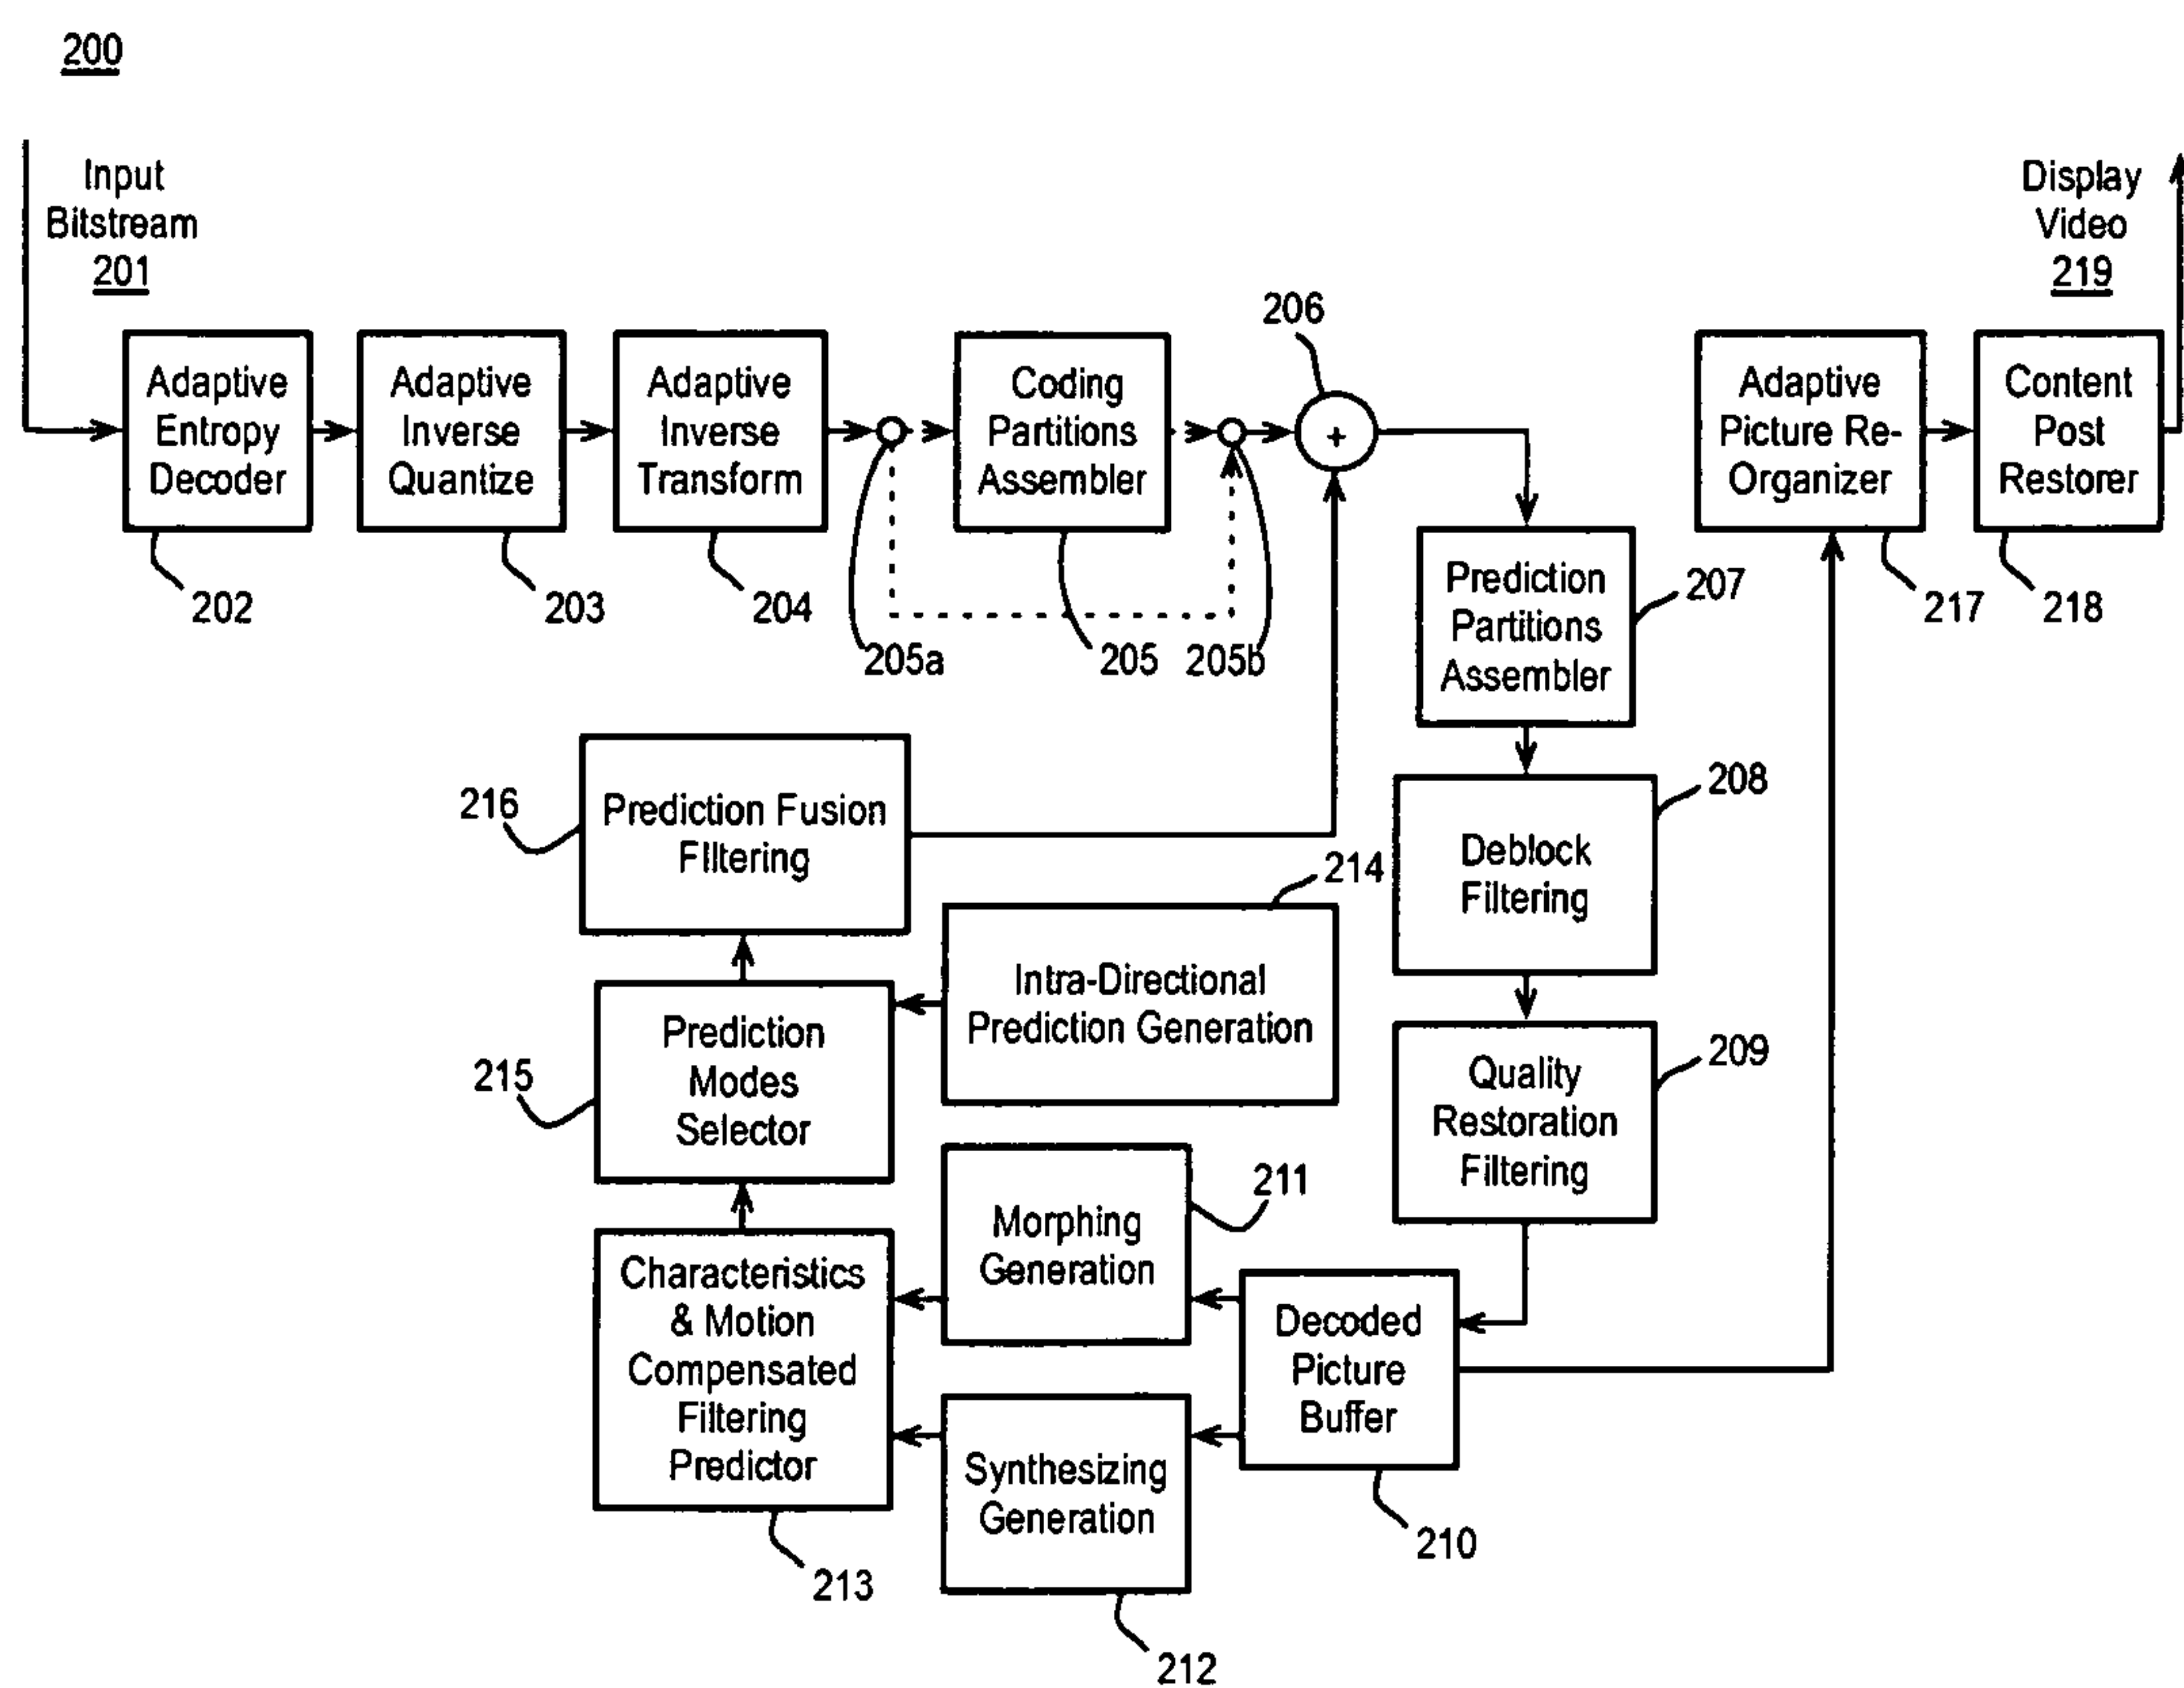 200
Input
Bitstream
201
Display
Video
219
206
Adaptive
Entropy
Decoder
Adaptive
Inverse
Quantize
Adaptive
Inverse
Transform
Coding
Partitions
Assembler
+
Adaptive
Picture Re-
Organizer
Content
Post
Restorer
202
203
204
205a
205
205b
Prediction
Partitions
Assembler
207
217
218
216
Prediction Fusion
Filtering
208
Deblock
Filtering
214
Intra-Directional
Prediction Generation
215
Prediction
Modes
Selector
209
Quality
Restoration
Filtering
211
Morphing
Generation
Characteristics
& Motion
Compensated
Filtering
Predictor
Decoded
Picture
Buffer
Synthesizing
Generation
210
213
212